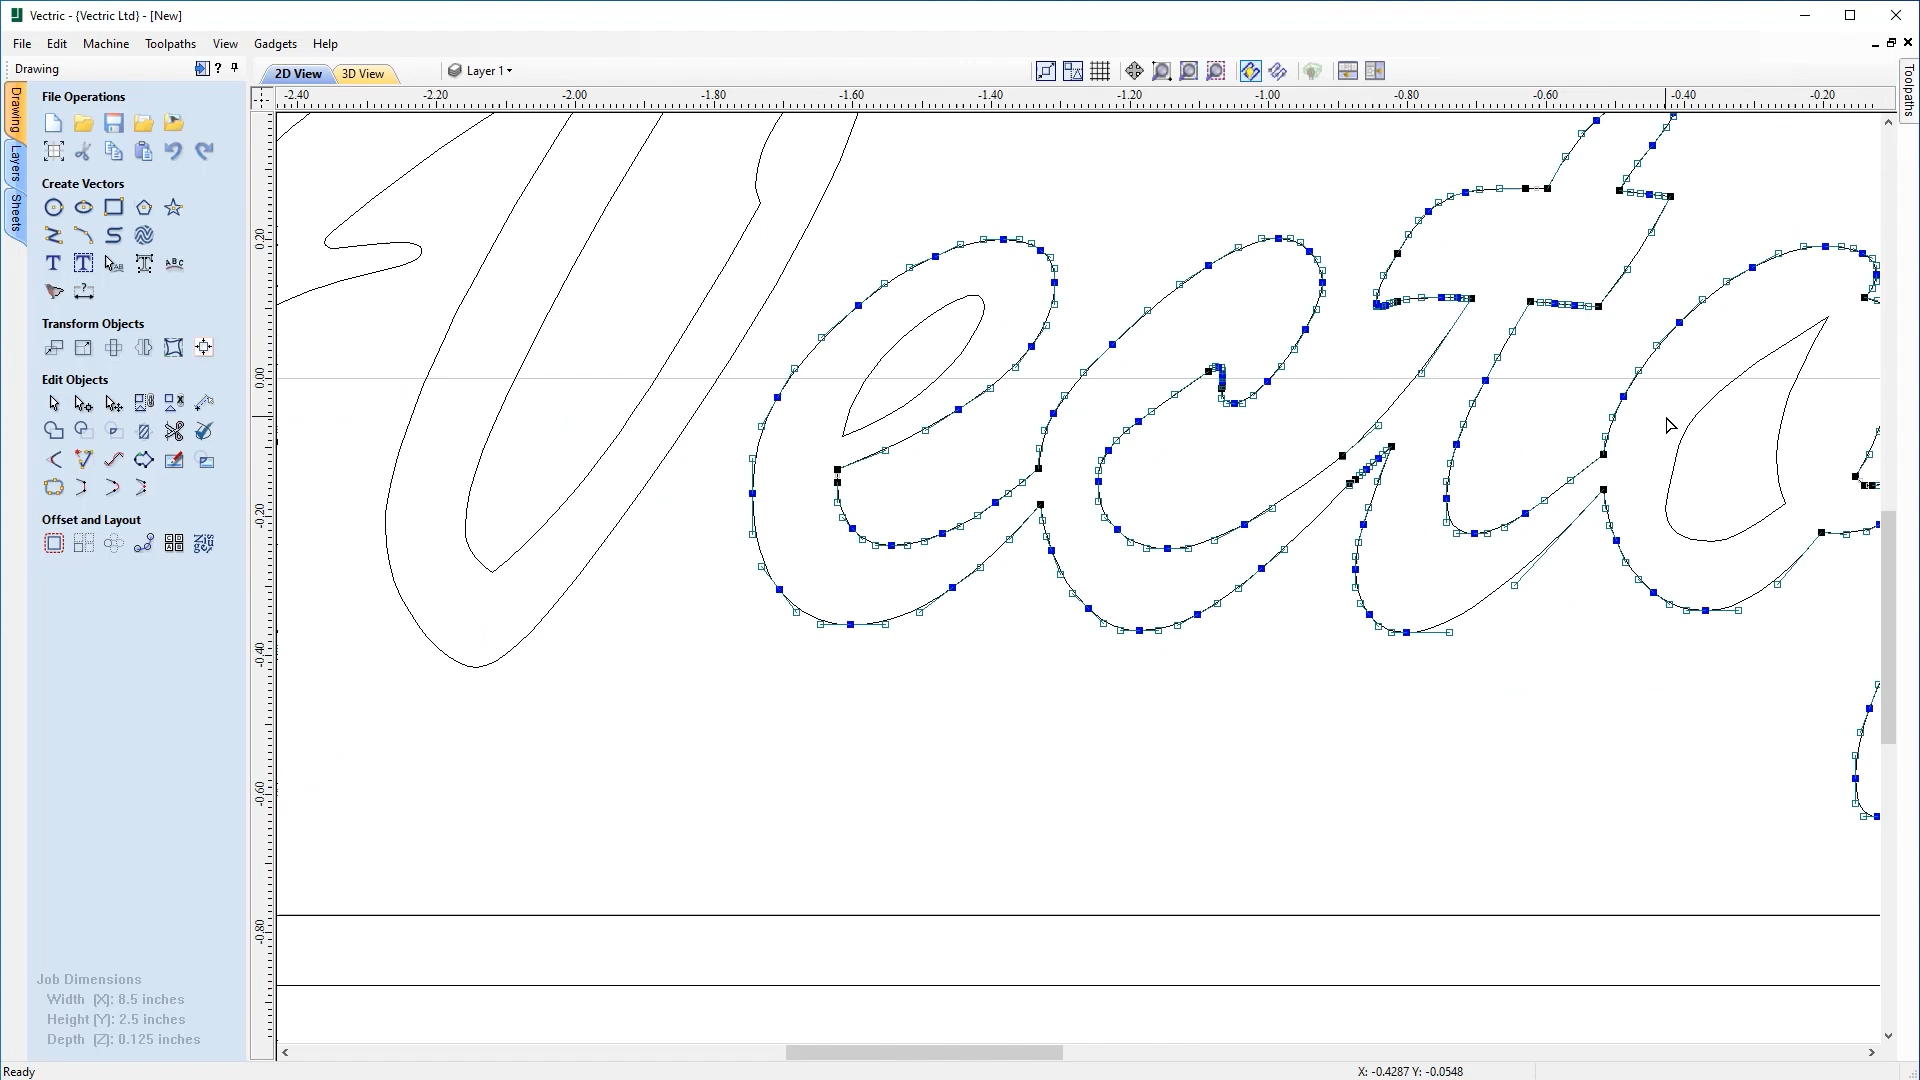 Vectric - {Vectric Ltd} - [New]
File Edit Machine Toolpaths View Gadgets Help
Drawing ?
2D View 3D View Layer 1
Toolpaths
Drawing
Layers
Sheets
File Operations
Create Vectors
Transform Objects
Edit Objects
Offset and Layout
-2.40 -2.20 -2.00 -1.80 -1.60 -1.40 -1.20 -1.00 -0.80 -0.60 -0.40 -0.20
0.20
0.00
-0.20
-0.40
-0.60
-0.80
Vecta
Job Dimensions
Width (X): 8.5 inches
Height (Y): 2.5 inches
Depth (Z): 0.125 inches
Ready
X: -0.4287 Y: -0.0548